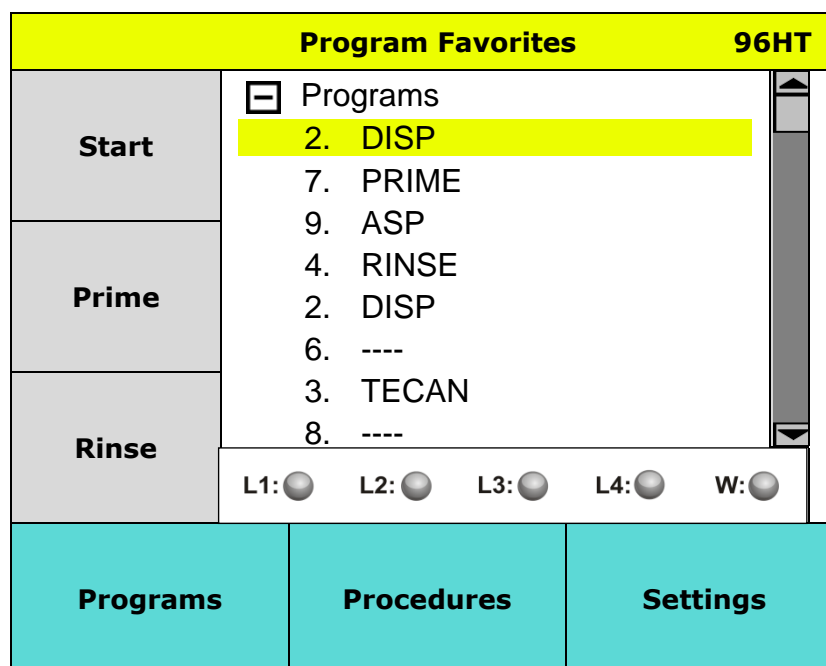 Program Favorites 96HT
Start
Prime
Rinse
Programs
2. DISP
7. PRIME
9. ASP
4. RINSE
2. DISP
6. ----
3. TECAN
8. ----
L1: L2: L3: L4: W:
Programs Procedures Settings